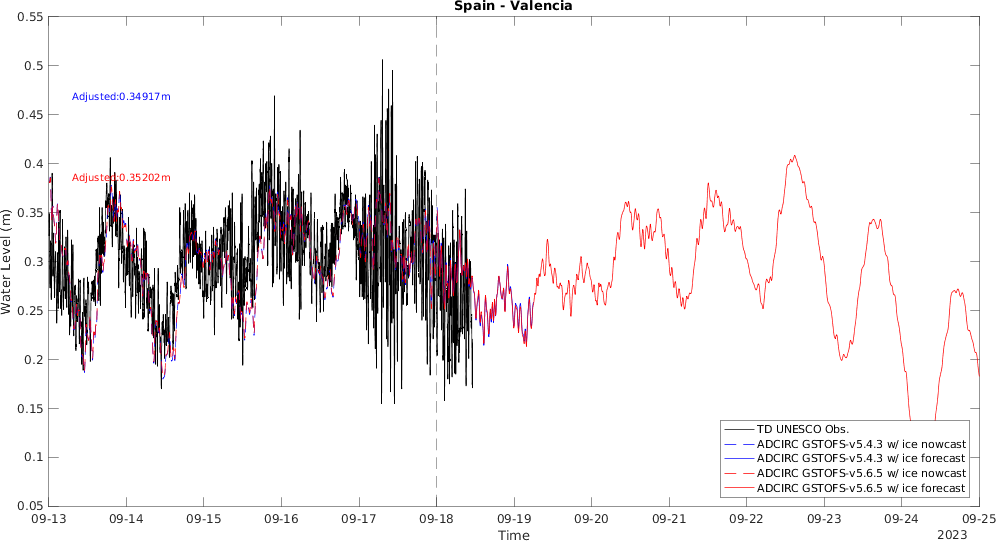 Spain - Valencia
0.55
0.5
0.45
0.4
0.35
0.3
0.25
0.2
0.15
0.1
0.05
Water Level (m)
Adjusted:0.34917m
Adjusted:0.35202m
TD UNESCO Obs.
ADCIRC GSTOFS-v5.4.3 w/ ice nowcast
ADCIRC GSTOFS-v5.4.3 w/ ice forecast
ADCIRC GSTOFS-v5.6.5 w/ ice nowcast
ADCIRC GSTOFS-v5.6.5 w/ ice forecast
09-13 09-14 09-15 09-16 09-17 09-18 09-19 09-20 09-21 09-22 09-23 09-24 09-25
Time
2023